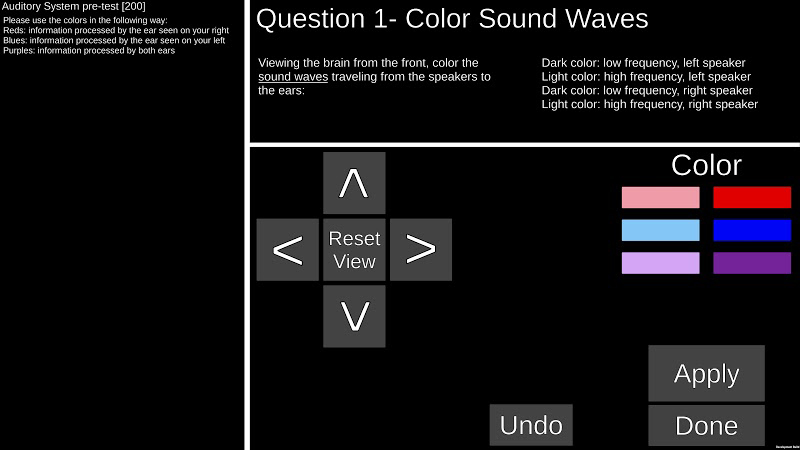 Auditory System pre-test [200]
Please use the colors in the following way:
Reds: information processed by the ear seen on your right
Blues: information processed by the ear seen on your left
Purples: information processed by both ears
Question 1- Color Sound Waves
Viewing the brain from the front, color the
sound waves traveling from the speakers to
the ears:
Dark color: low frequency, left speaker
Light color: high frequency, left speaker
Dark color: low frequency, right speaker
Light color: high frequency, right speaker
Color
Λ
<
Reset
View
>
V
Apply
Undo
Done
Development Build